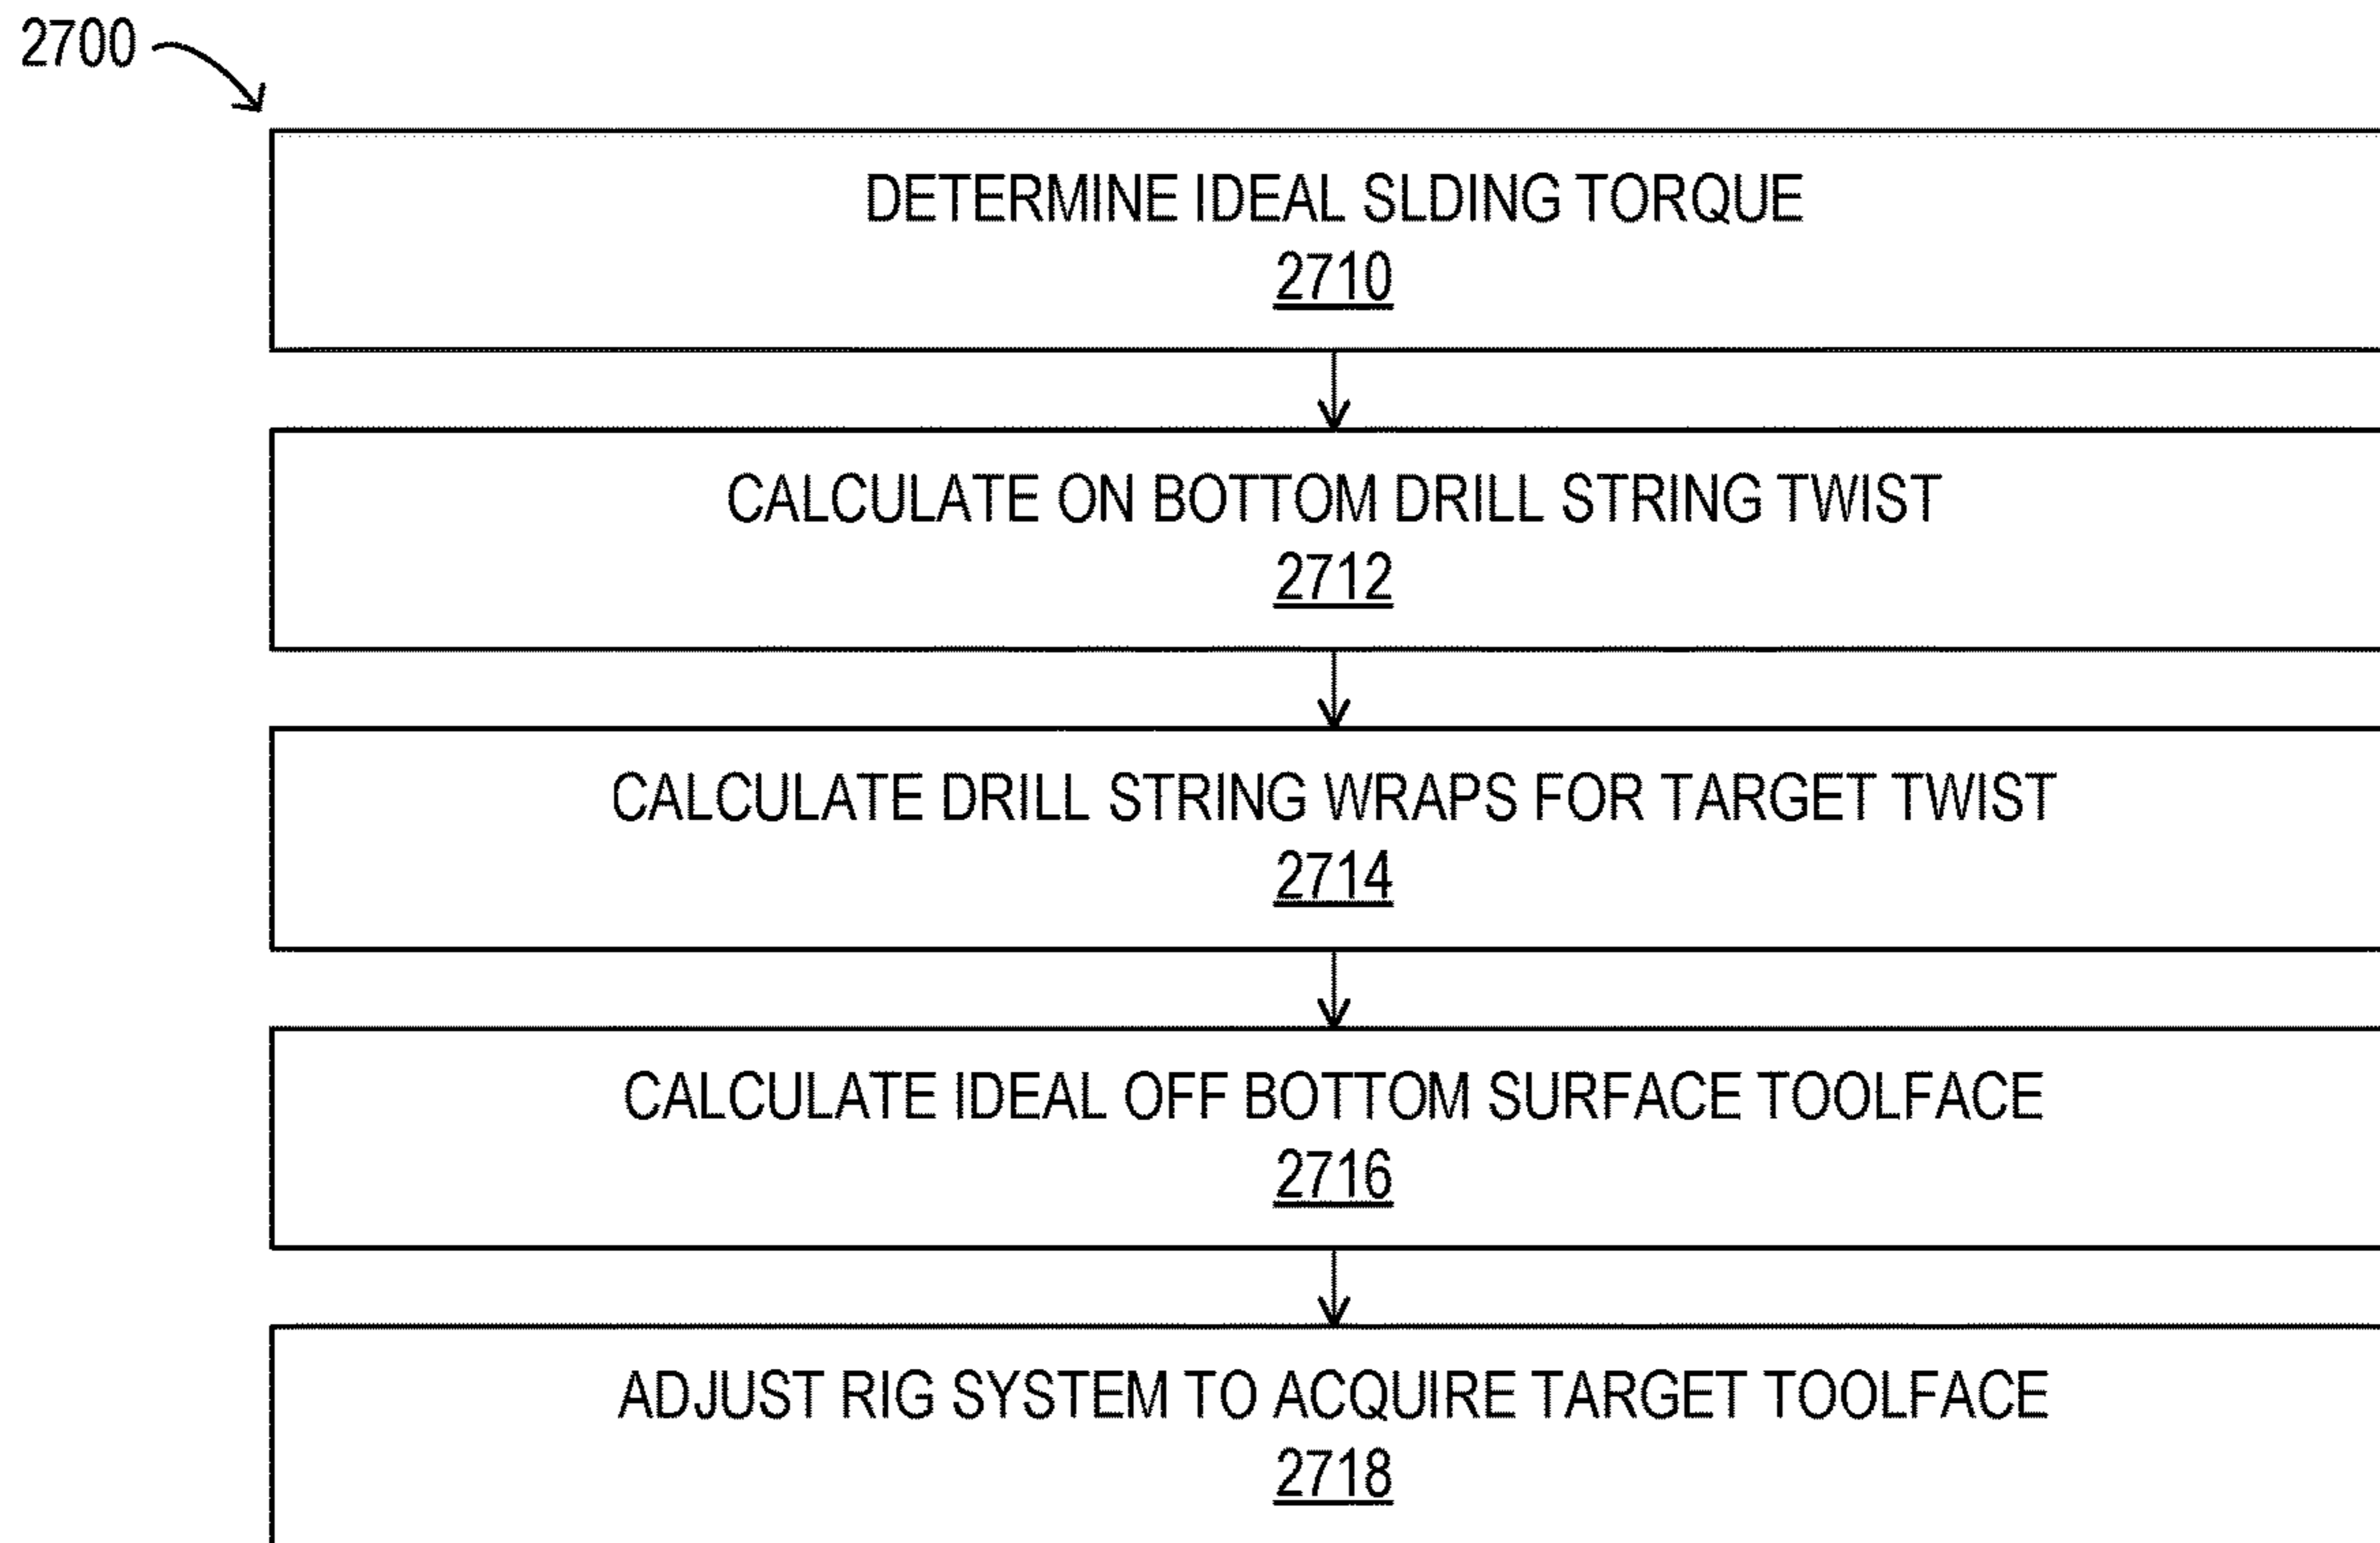 2700
DETERMINE IDEAL SLDING TORQUE
2710
CALCULATE ON BOTTOM DRILL STRING TWIST
2712
CALCULATE DRILL STRING WRAPS FOR TARGET TWIST
2714
CALCULATE IDEAL OFF BOTTOM SURFACE TOOLFACE
2716
ADJUST RIG SYSTEM TO ACQUIRE TARGET TOOLFACE
2718